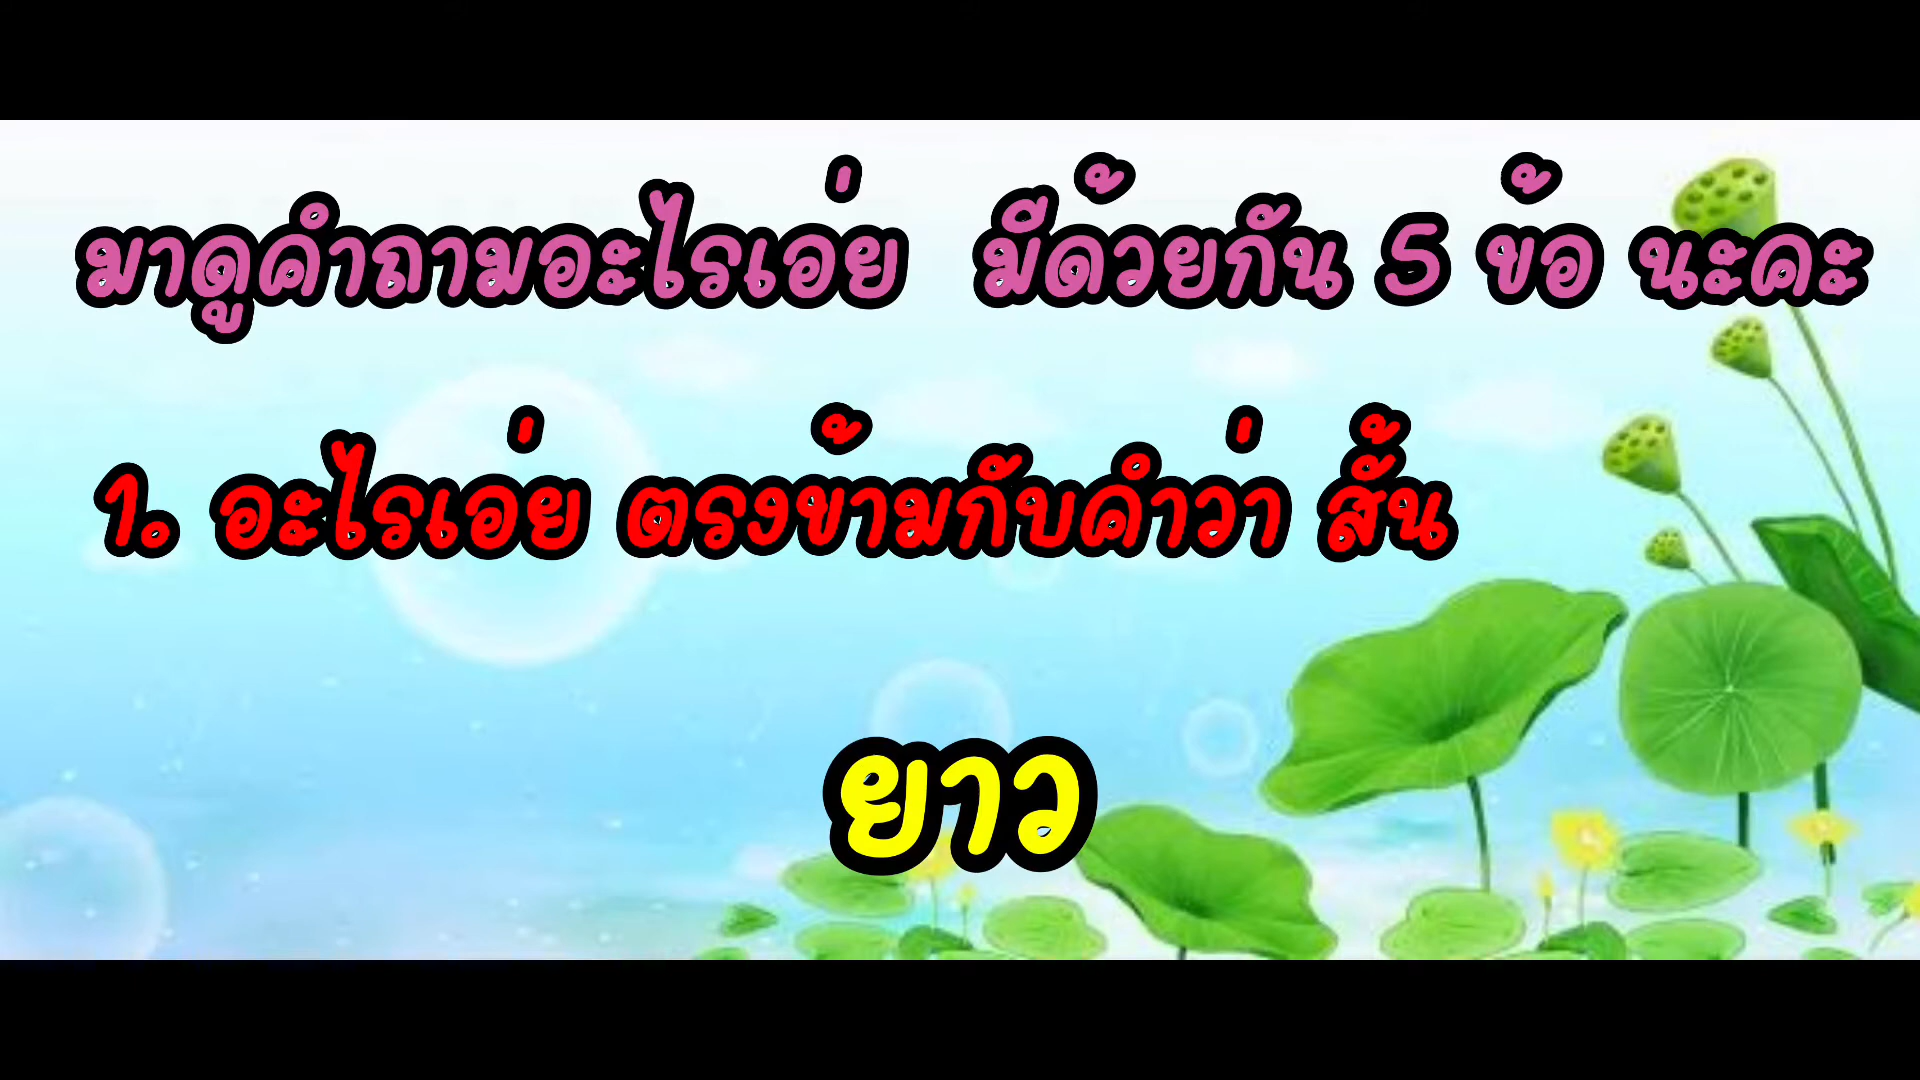 มาดูคำถามอะไรเอ่ย มีด้วยกัน 5 ข้อ นะคะ
1. อะไรเอ่ย ตรงข้ามกับคำว่า สั้น
ยาว